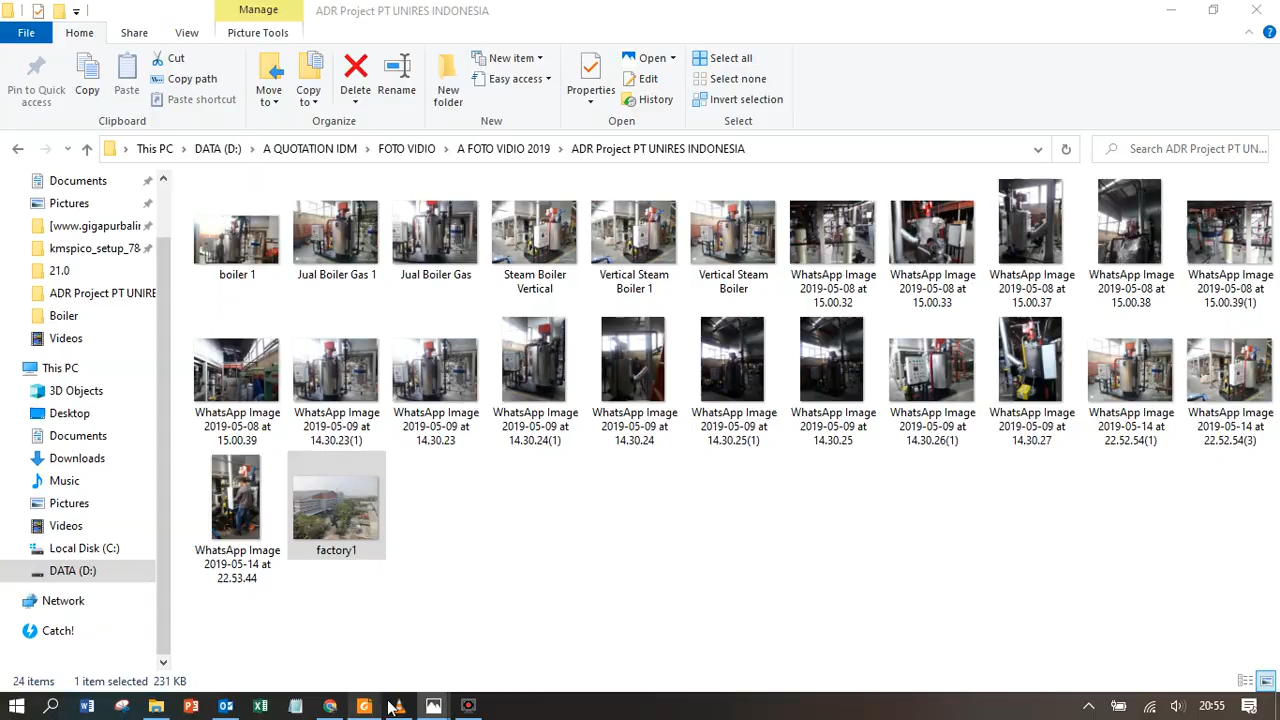 Manage
ADR Project PT UNIRES INDONESIA
File
Home
Share
View
Picture Tools
Pin to Quick
access
Copy
Paste
Cut
Copy path
Paste shortcut
Clipboard
Move
to
Copy
to
Delete
Rename
Organize
New
folder
New item
Easy access
New
Properties
Open
Edit
History
Open
Select all
Select none
Invert selection
Select
This PC
DATA (D:)
A QUOTATION IDM
FOTO VIDIO
A FOTO VIDIO 2019
ADR Project PT UNIRES INDONESIA
Search ADR Project PT UN...
Documents
Pictures
[www.gigapurbalin
kmspico_setup_784
21.0
ADR Project PT UNIRE
Boiler
Videos
This PC
3D Objects
Desktop
Documents
Downloads
Music
Pictures
Videos
Local Disk (C:)
DATA (D:)
Network
Catch!
boiler 1
Jual Boiler Gas 1
Jual Boiler Gas
Steam Boiler
Vertical
Vertical Steam
Boiler 1
Vertical Steam
Boiler
WhatsApp Image
2019-05-08 at
15.00.32
WhatsApp Image
2019-05-08 at
15.00.33
WhatsApp Image
2019-05-08 at
15.00.37
WhatsApp Image
2019-05-08 at
15.00.38
WhatsApp Image
2019-05-08 at
15.00.39(1)
WhatsApp Image
2019-05-08 at
15.00.39
WhatsApp Image
2019-05-09 at
14.30.23(1)
WhatsApp Image
2019-05-09 at
14.30.23
WhatsApp Image
2019-05-09 at
14.30.24(1)
WhatsApp Image
2019-05-09 at
14.30.24
WhatsApp Image
2019-05-09 at
14.30.25(1)
WhatsApp Image
2019-05-09 at
14.30.25
WhatsApp Image
2019-05-09 at
14.30.26(1)
WhatsApp Image
2019-05-09 at
14.30.27
WhatsApp Image
2019-05-14 at
22.52.54(1)
WhatsApp Image
2019-05-14 at
22.52.54(3)
WhatsApp Image
2019-05-14 at
22.53.44
factory1
24 items
1 item selected 231 KB
20:55